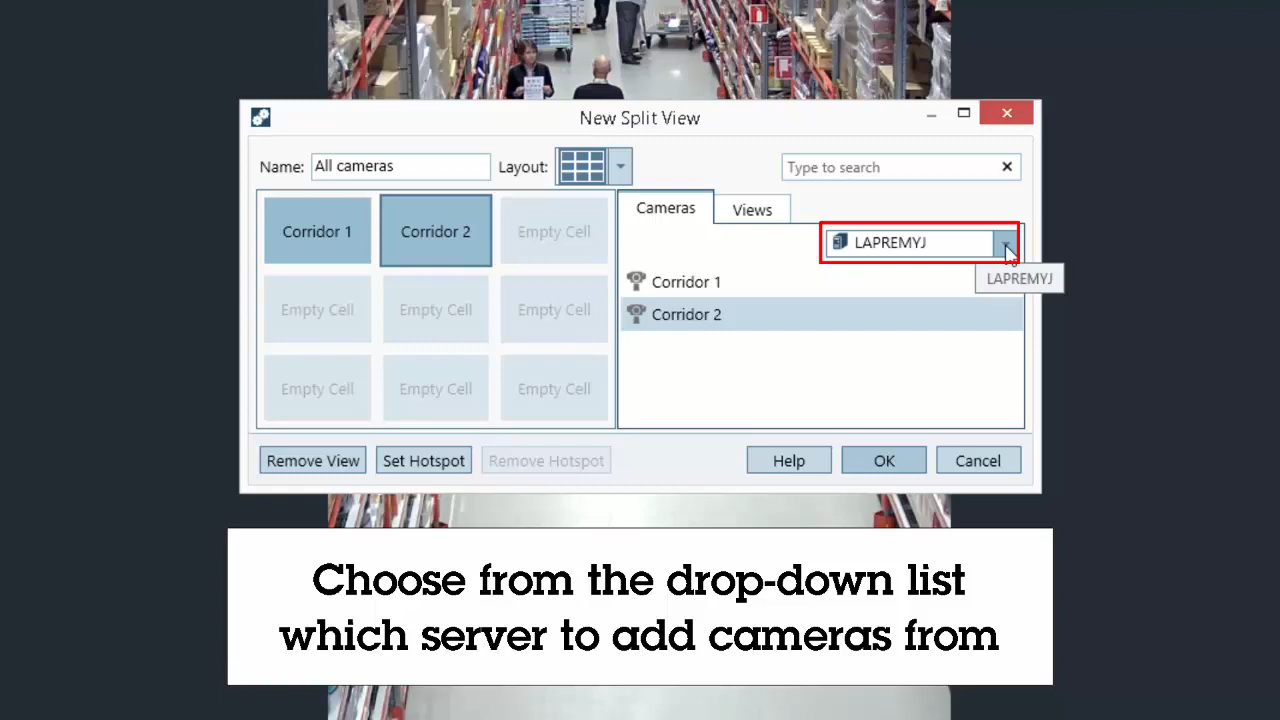 New Split View
Name: All cameras Layout: Type to search
Cameras Views
Corridor 1 Corridor 2 Empty Cell
LAPREMYJ
LAPREMYJ
Corridor 1
Corridor 2
Empty Cell Empty Cell Empty Cell
Empty Cell Empty Cell Empty Cell
Remove View Set Hotspot Remove Hotspot Help OK Cancel
Choose from the drop-down list
which server to add cameras from